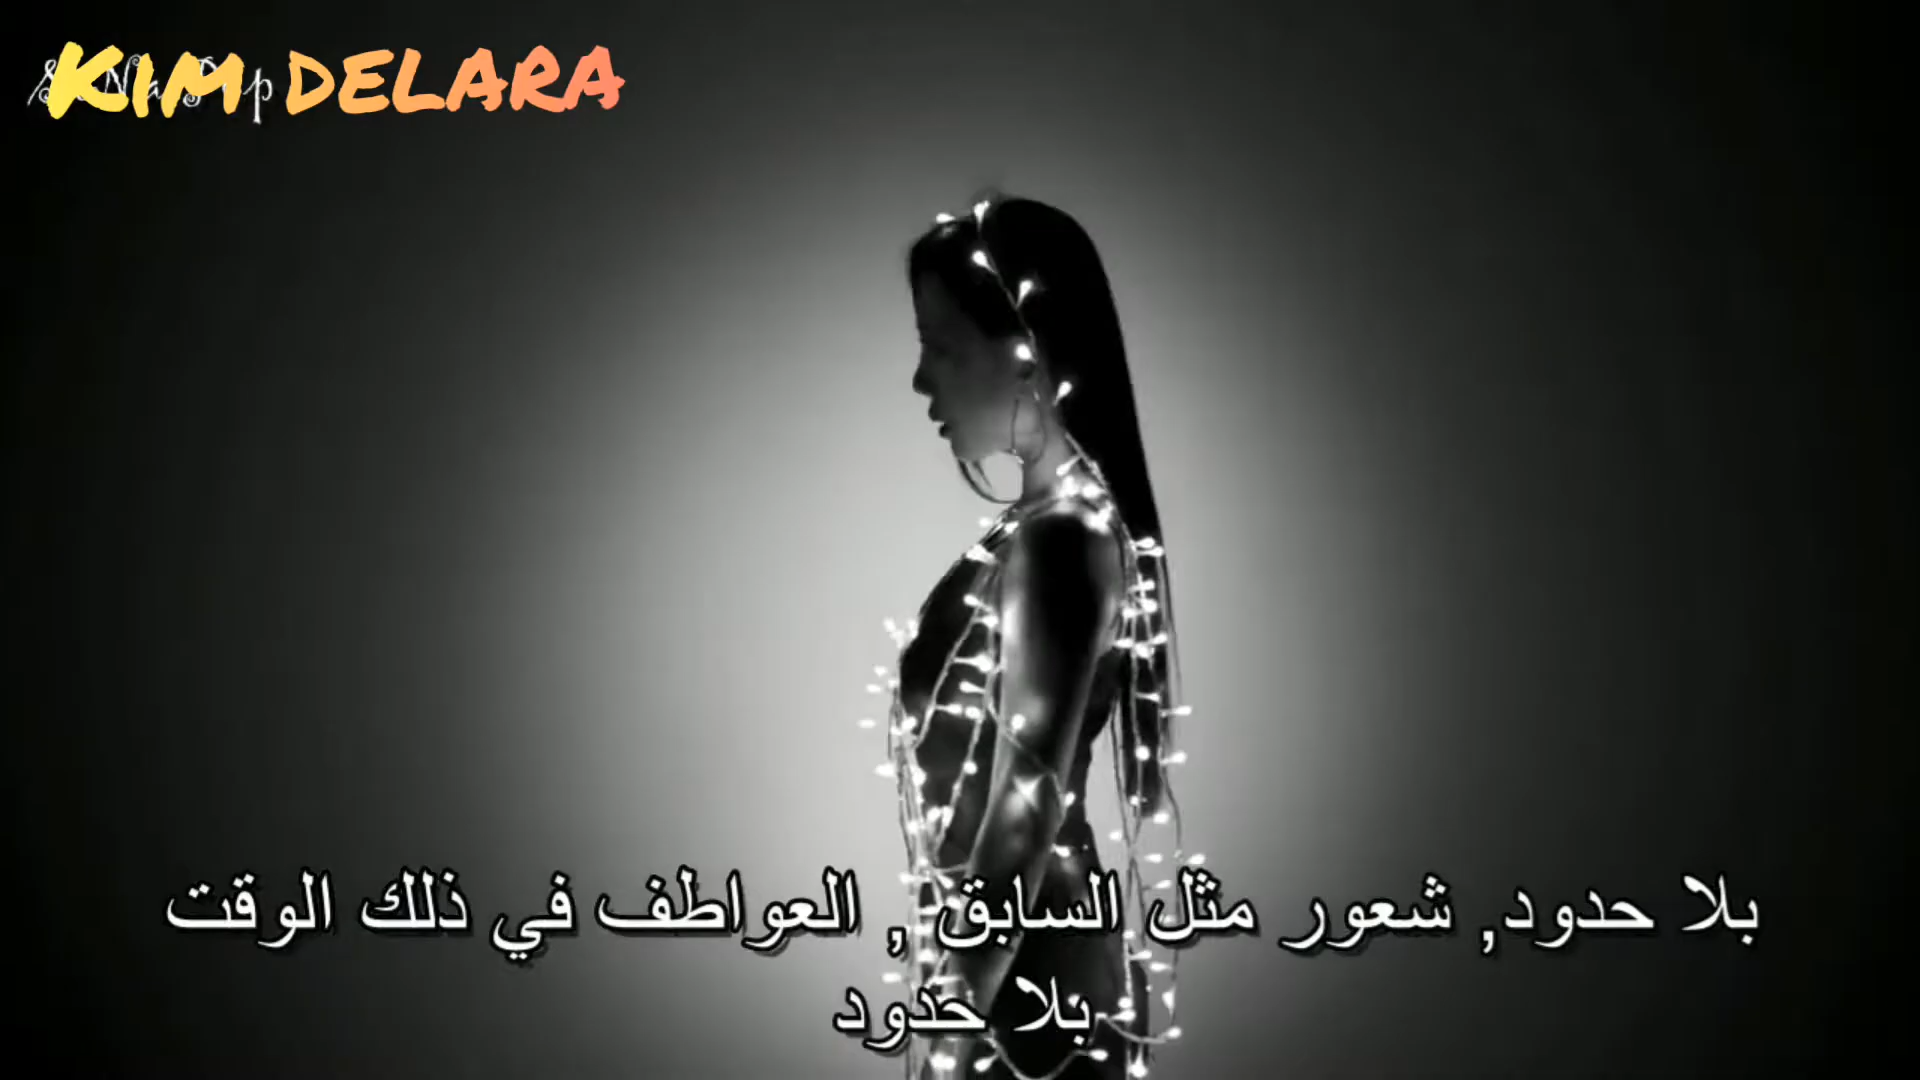 KIM DELARA
بلا حدود, شعور مثل السابق , العواطف في ذلك الوقت
بلا حدود